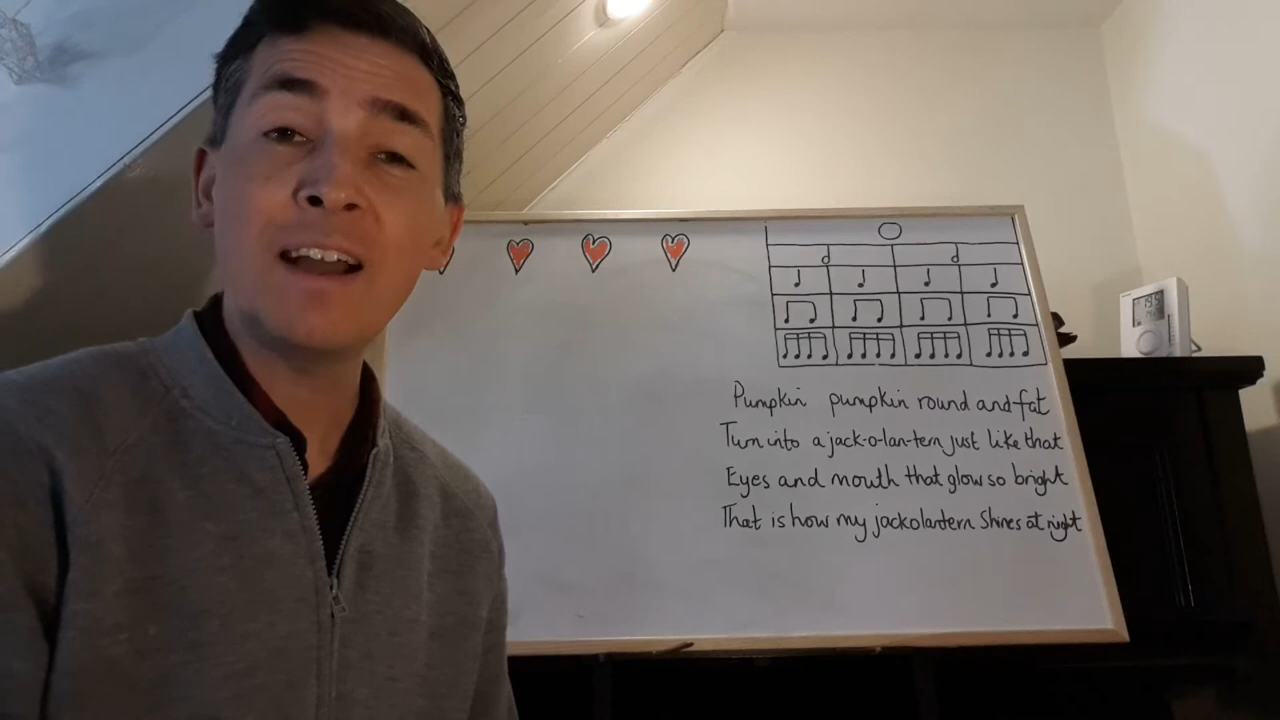 Pumpkin pumpkin round and fat
Turn into a jack-o-lan-tern just like that
Eyes and mouth that glow so bright
That is how my jackolantern Shines at night